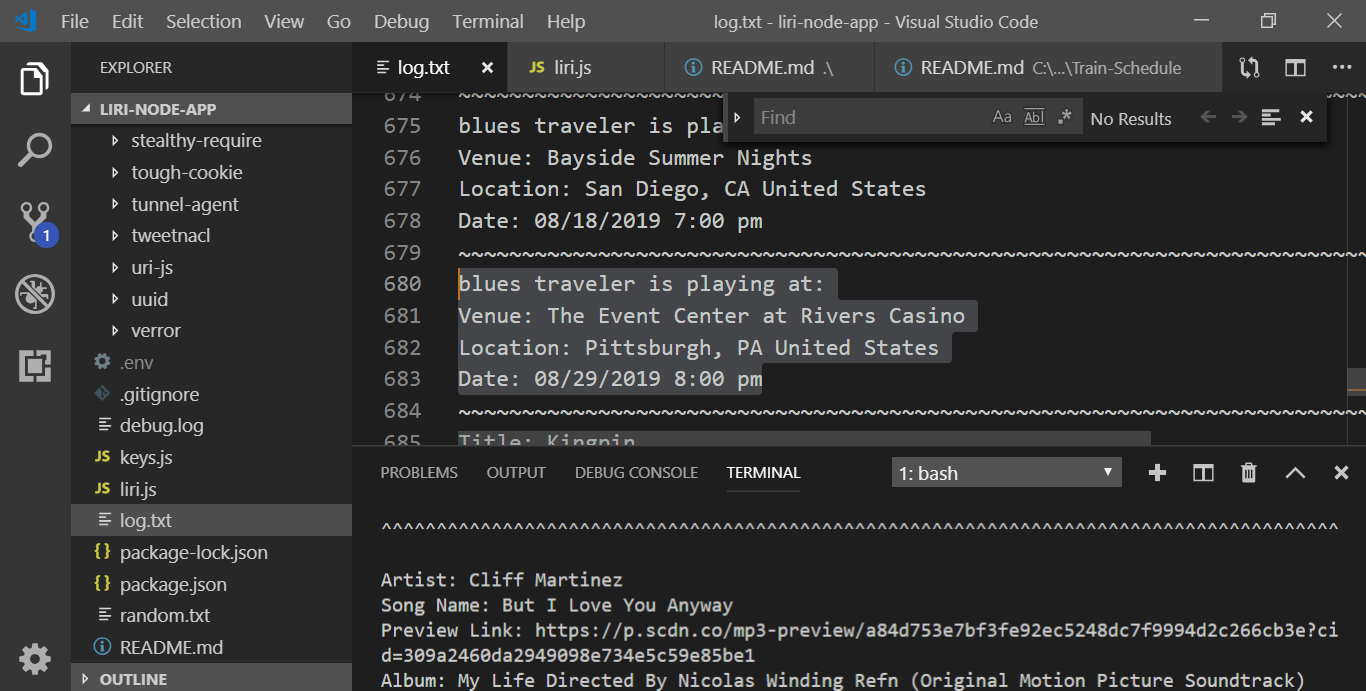 File Edit Selection View Go Debug Terminal Help log.txt - liri-node-app - Visual Studio Code
EXPLORER
LIRI-NODE-APP
stealthy-require
tough-cookie
tunnel-agent
tweetnacl
uri-js
uuid
verror
.env
.gitignore
debug.log
keys.js
liri.js
log.txt
package-lock.json
package.json
random.txt
README.md
OUTLINE
1
log.txt JS liri.js README.md .\ README.md C:\...\Train-Schedule
Find Aa Abl .* No Results
674 ~~~~~~~~~~~~~~~~~~~~~~~~~~~~~~~~~~~~~~~~~~~~~~~~~~~~~~~~~~~~~~~~~~~~~~~~
675 blues traveler is pla
676 Venue: Bayside Summer Nights
677 Location: San Diego, CA United States
678 Date: 08/18/2019 7:00 pm
679 ~~~~~~~~~~~~~~~~~~~~~~~~~~~~~~~~~~~~~~~~~~~~~~~~~~~~~~~~~~~~~~~~~~~~~~~~
680 blues traveler is playing at:
681 Venue: The Event Center at Rivers Casino
682 Location: Pittsburgh, PA United States
683 Date: 08/29/2019 8:00 pm
684 ~~~~~~~~~~~~~~~~~~~~~~~~~~~~~~~~~~~~~~~~~~~~~~~~~~~~~~~~~~~~~~~~~~~~~~~~
685 Title: Kingpin
PROBLEMS OUTPUT DEBUG CONSOLE TERMINAL 1: bash
^^^^^^^^^^^^^^^^^^^^^^^^^^^^^^^^^^^^^^^^^^^^^^^^^^^^^^^^^^^^^^^^^^^^^^^^^^^^^^^^^^^^^^^
Artist: Cliff Martinez
Song Name: But I Love You Anyway
Preview Link: https://p.scdn.co/mp3-preview/a84d753e7bf3fe92ec5248dc7f9994d2c266cb3e?ci
d=309a2460da2949098e734e5c59e85be1
Album: My Life Directed By Nicolas Winding Refn (Original Motion Picture Soundtrack)